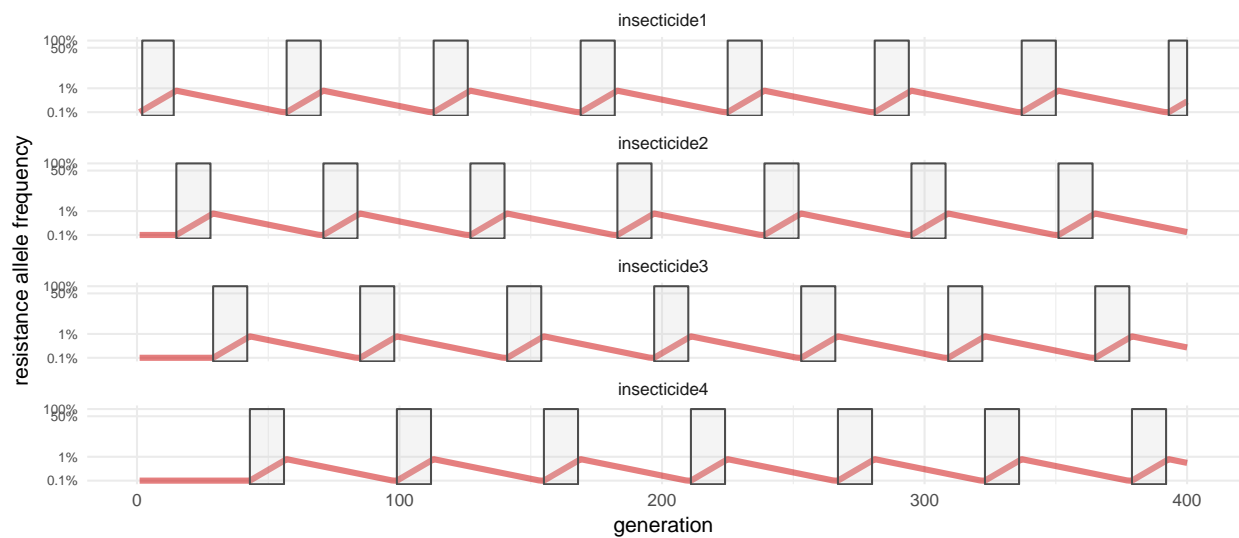 insecticide1
100%
50%
1%
0.1%
insecticide2
100%
50%
1%
0.1%
insecticide3
100%
50%
1%
0.1%
insecticide4
100%
50%
1%
0.1%
0 100 200 300 400
generation
resistance allele frequency